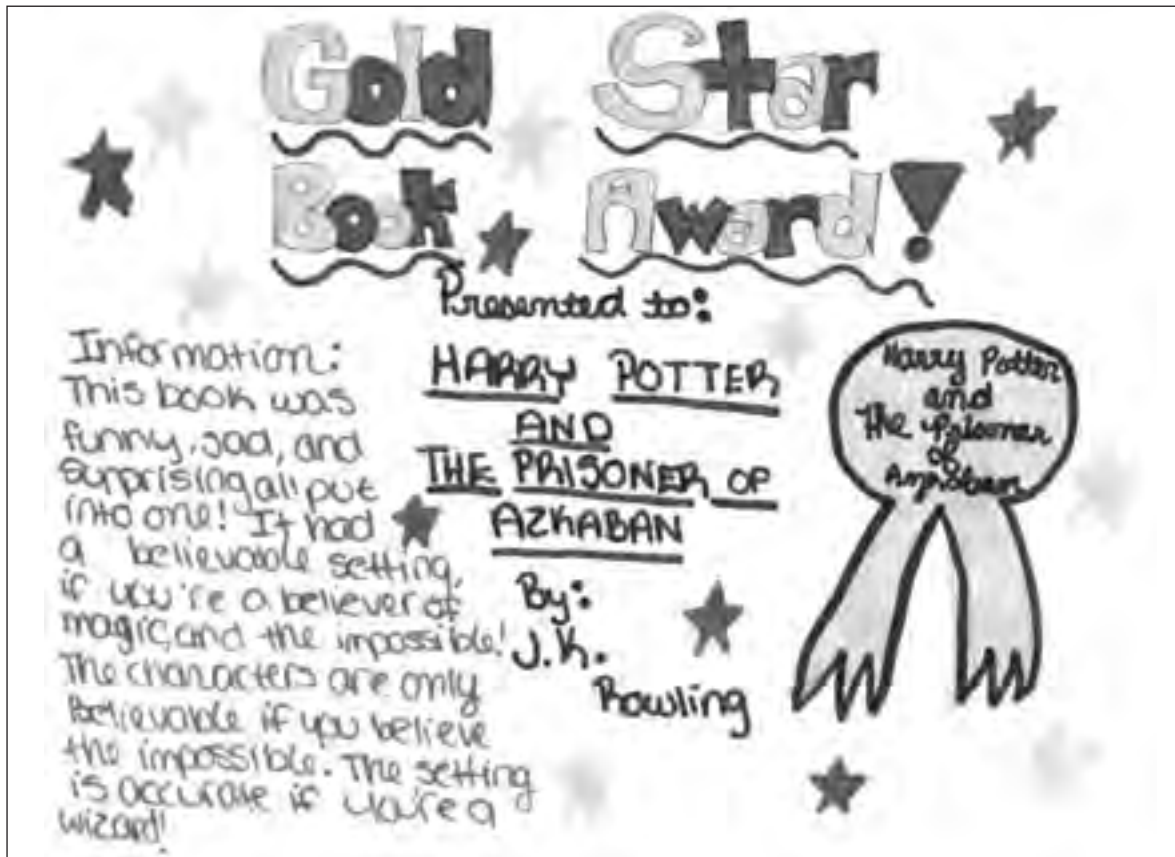 Gold Star
Book Award!
Presented to:
HARRY POTTER
AND
THE PRISONER OF
AZKABAN
By:
J.K.
Rowling
Information:
This book was
funny, sad, and
surprising all put
into one! It had
a believable setting,
if you're a believer of
magic, and the impossible!
The characters are only
Believable if you believe
the impossible. The setting
is accurate if you're a
wizard!
Harry Potter
and
The Prisoner
of
Azkaban